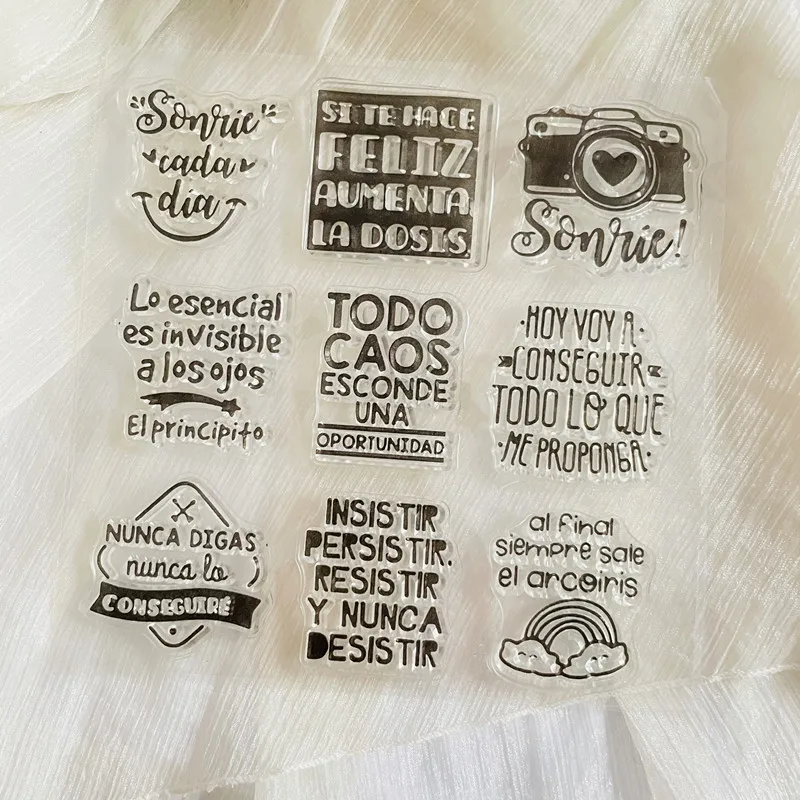 Sonríe
cada
día
SI TE HACE
FELIZ
AUMENTA
LA DOSIS
Sonríe!
Lo esencial
es invisible
a los ojos
El principito
TODO
CAOS
ESCONDE
UNA
OPORTUNIDAD
·HOY VOY A·
CONSEGUIR
TODO LO QUE
·ME PROPONGA·
NUNCA DIGAS
nunca lo
CONSEGUIRÉ
INSISTIR
PERSISTIR.
RESISTIR
Y NUNCA
DESISTIR
al final
siempre sale
el arcoiris